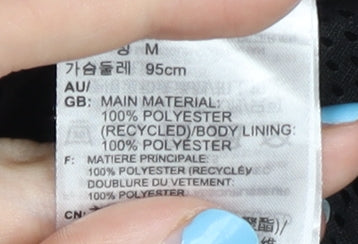 M
가슴둘레 95cm
AU/
GB: MAIN MATERIAL:
100% POLYESTER
(RECYCLED)/BODY LINING:
100% POLYESTER
F: MATIERE PRINCIPALE:
100% POLYESTER (RECYCLE)/
DOUBLURE DU VETEMENT:
100% POLYESTER
CN: